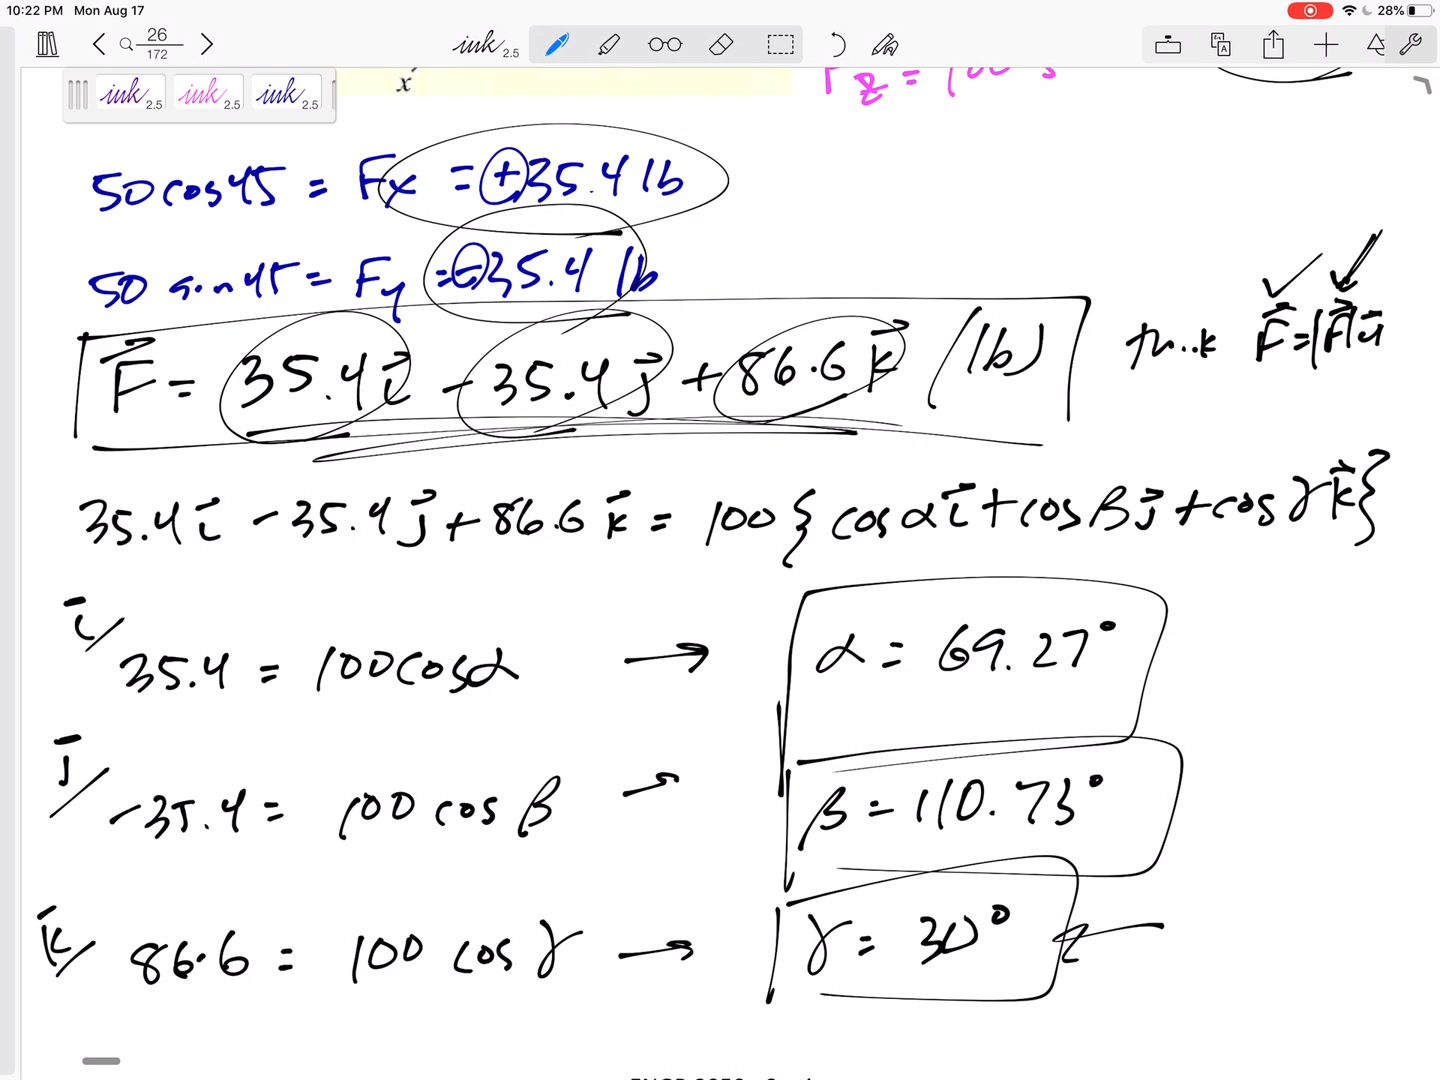 10:22 PM Mon Aug 17
28%
26
172
ink 2.5
ink 2.5 ink 2.5 ink 2.5
x
50 cos 45 = Fx = +35.4 lb
50 sin 45 = Fy = -35.4 lb
F⃗ = 35.4 i⃗ - 35.4 j⃗ + 86.6 k⃗ (lb)
think F⃗ = |F⃗| u⃗
35.4 i⃗ - 35.4 j⃗ + 86.6 k⃗ = 100 { cos α i⃗ + cos β j⃗ + cos γ k⃗ }
i⃗/ 35.4 = 100 cos α → α = 69.27°
j⃗/ -35.4 = 100 cos β → β = 110.73°
k⃗/ 86.6 = 100 cos γ → γ = 30°